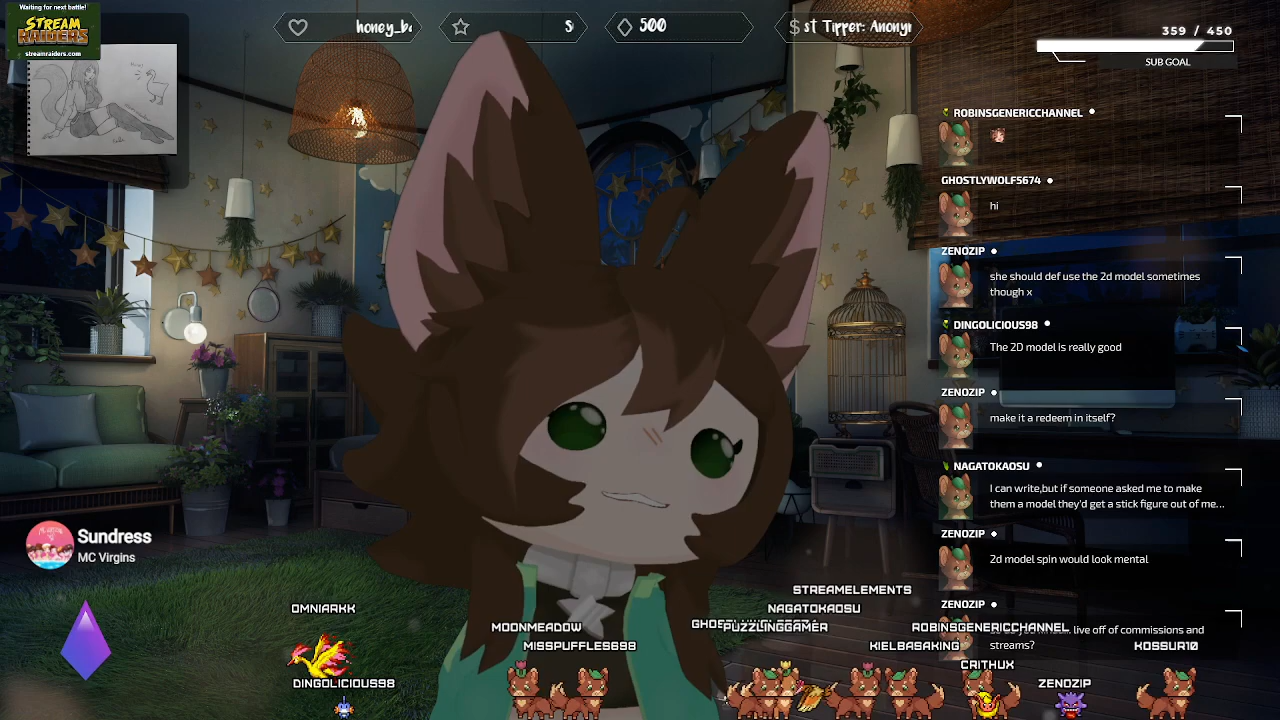 Waiting for next battle!
STREAM
RAIDERS
streamraiders.com
honey_b
S
500
st Tipper: Anonyr
359 / 450
SUB GOAL
ROBINSGENERICCHANNEL
GHOSTLYWOLF5674
hi
ZENOZIP
she should def use the 2d model sometimes
though x
DINGOLICIOUS98
The 2D model is really good
ZENOZIP
make it a redeem in itself?
NAGATOKAOSU
I can write,but if someone asked me to make
them a model they'd get a stick figure out of me...
ZENOZIP
2d model spin would look mental
ZENOZIP
live off of commissions and
streams?
Sundress
MC Virgins
OMNIARKK
DINGOLICIOUS98
MOONMEADOW
MISSPUFFLES698
STREAMELEMENTS
NAGATOKAOSU
PUZZLINGGAMER
ROBINSGENERICCHANNEL
KIELBASAKING
KOSSUR10
CRITHUX
ZENOZIP